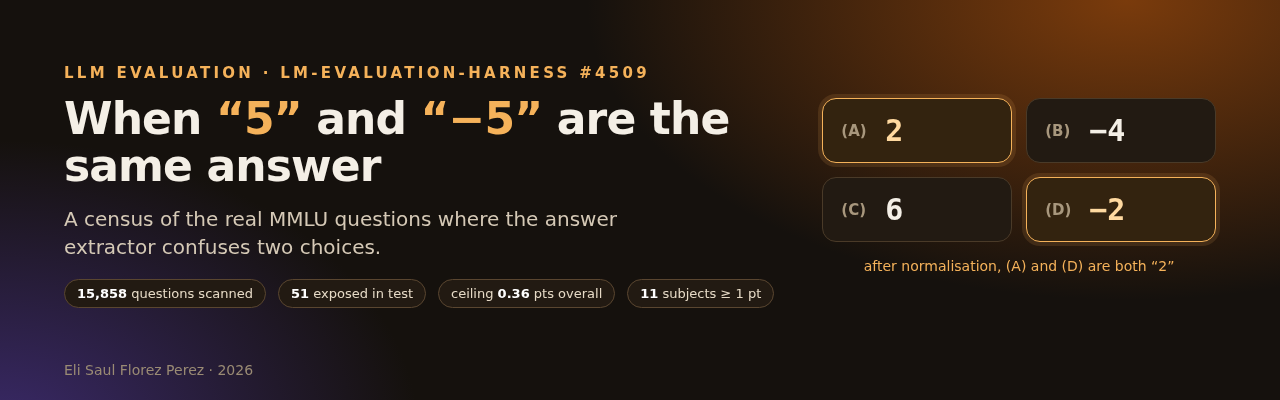 LLM EVALUATION · LM-EVALUATION-HARNESS #4509
When “5” and “−5” are the
same answer
A census of the real MMLU questions where the answer
extractor confuses two choices.
15,858 questions scanned
51 exposed in test
ceiling 0.36 pts overall
11 subjects ≥ 1 pt
Eli Saul Florez Perez · 2026
(A) 2
(B) −4
(C) 6
(D) −2
after normalisation, (A) and (D) are both “2”